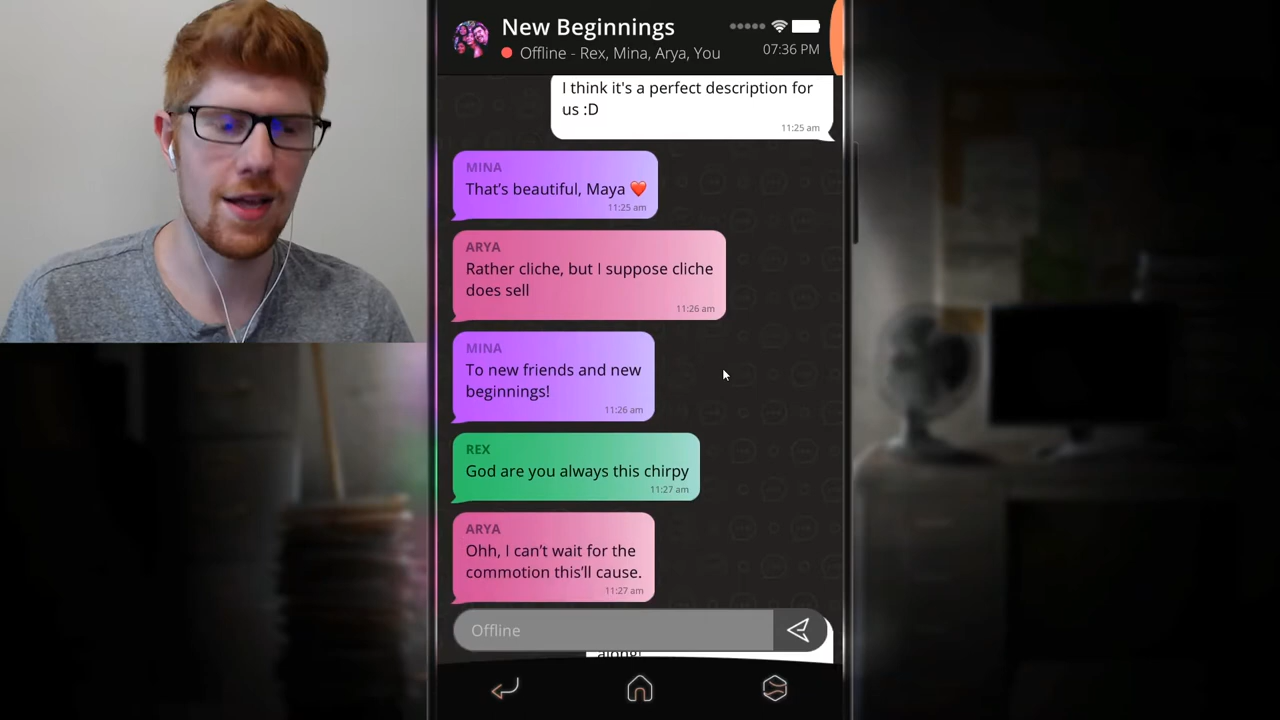 New Beginnings
Offline - Rex, Mina, Arya, You
07:36 PM
I think it's a perfect description for
us :D
11:25 am
MINA
That's beautiful, Maya ❤️
11:25 am
ARYA
Rather cliche, but I suppose cliche
does sell
11:26 am
MINA
To new friends and new
beginnings!
11:26 am
REX
God are you always this chirpy
11:27 am
ARYA
Ohh, I can't wait for the
commotion this'll cause.
11:27 am
Offline
along!